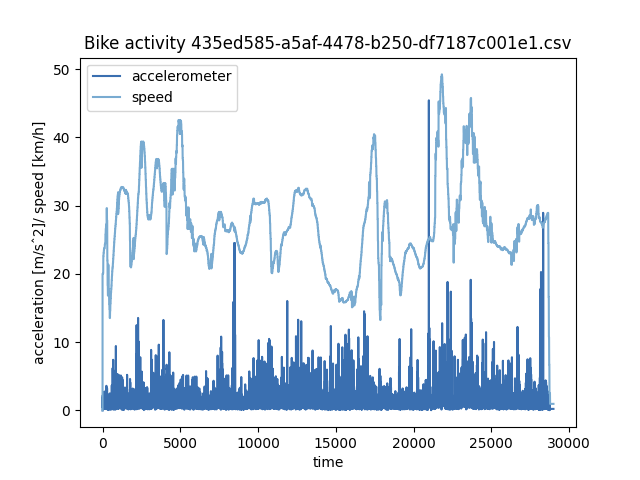 Bike activity 435ed585-a5af-4478-b250-df7187c001e1.csv
accelerometer
speed
acceleration [m/s^2]/ speed [km/h]
50
40
30
20
10
0
0 5000 10000 15000 20000 25000 30000
time